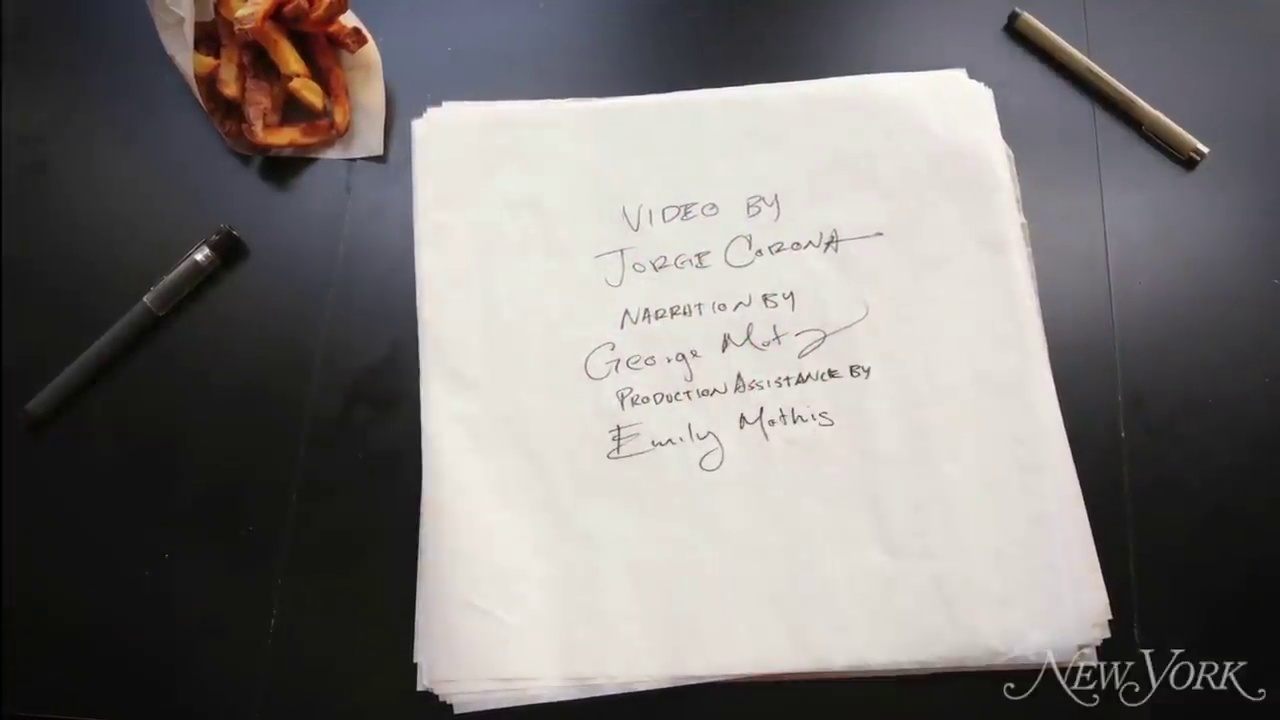 VIDEO BY
JORGE CORONA
NARRATION BY
George Motz
PRODUCTION ASSISTANCE BY
Emily Mathis
NEW YORK